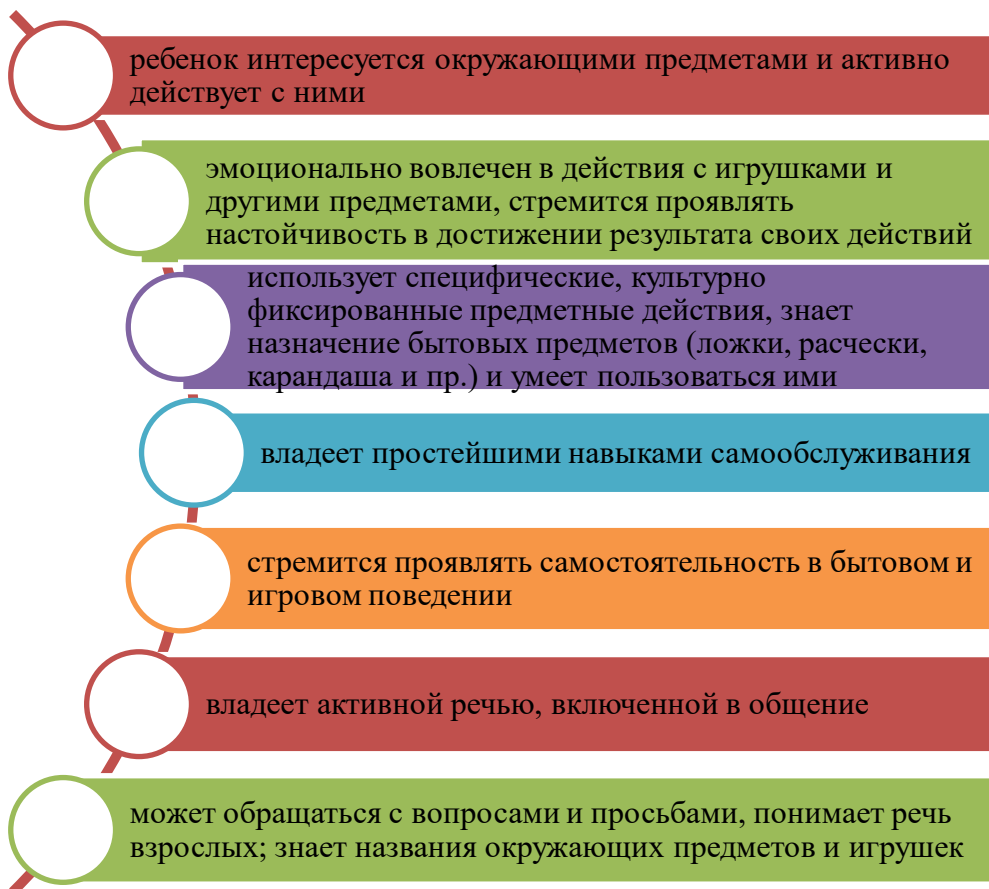 ребенок интересуется окружающими предметами и активно
действует с ними
эмоционально вовлечен в действия с игрушками и
другими предметами, стремится проявлять
настойчивость в достижении результата своих действий
использует специфические, культурно
фиксированные предметные действия, знает
назначение бытовых предметов (ложки, расчески,
карандаша и пр.) и умеет пользоваться ими
владеет простейшими навыками самообслуживания
стремится проявлять самостоятельность в бытовом и
игровом поведении
владеет активной речью, включенной в общение
может обращаться с вопросами и просьбами, понимает речь
взрослых; знает названия окружающих предметов и игрушек